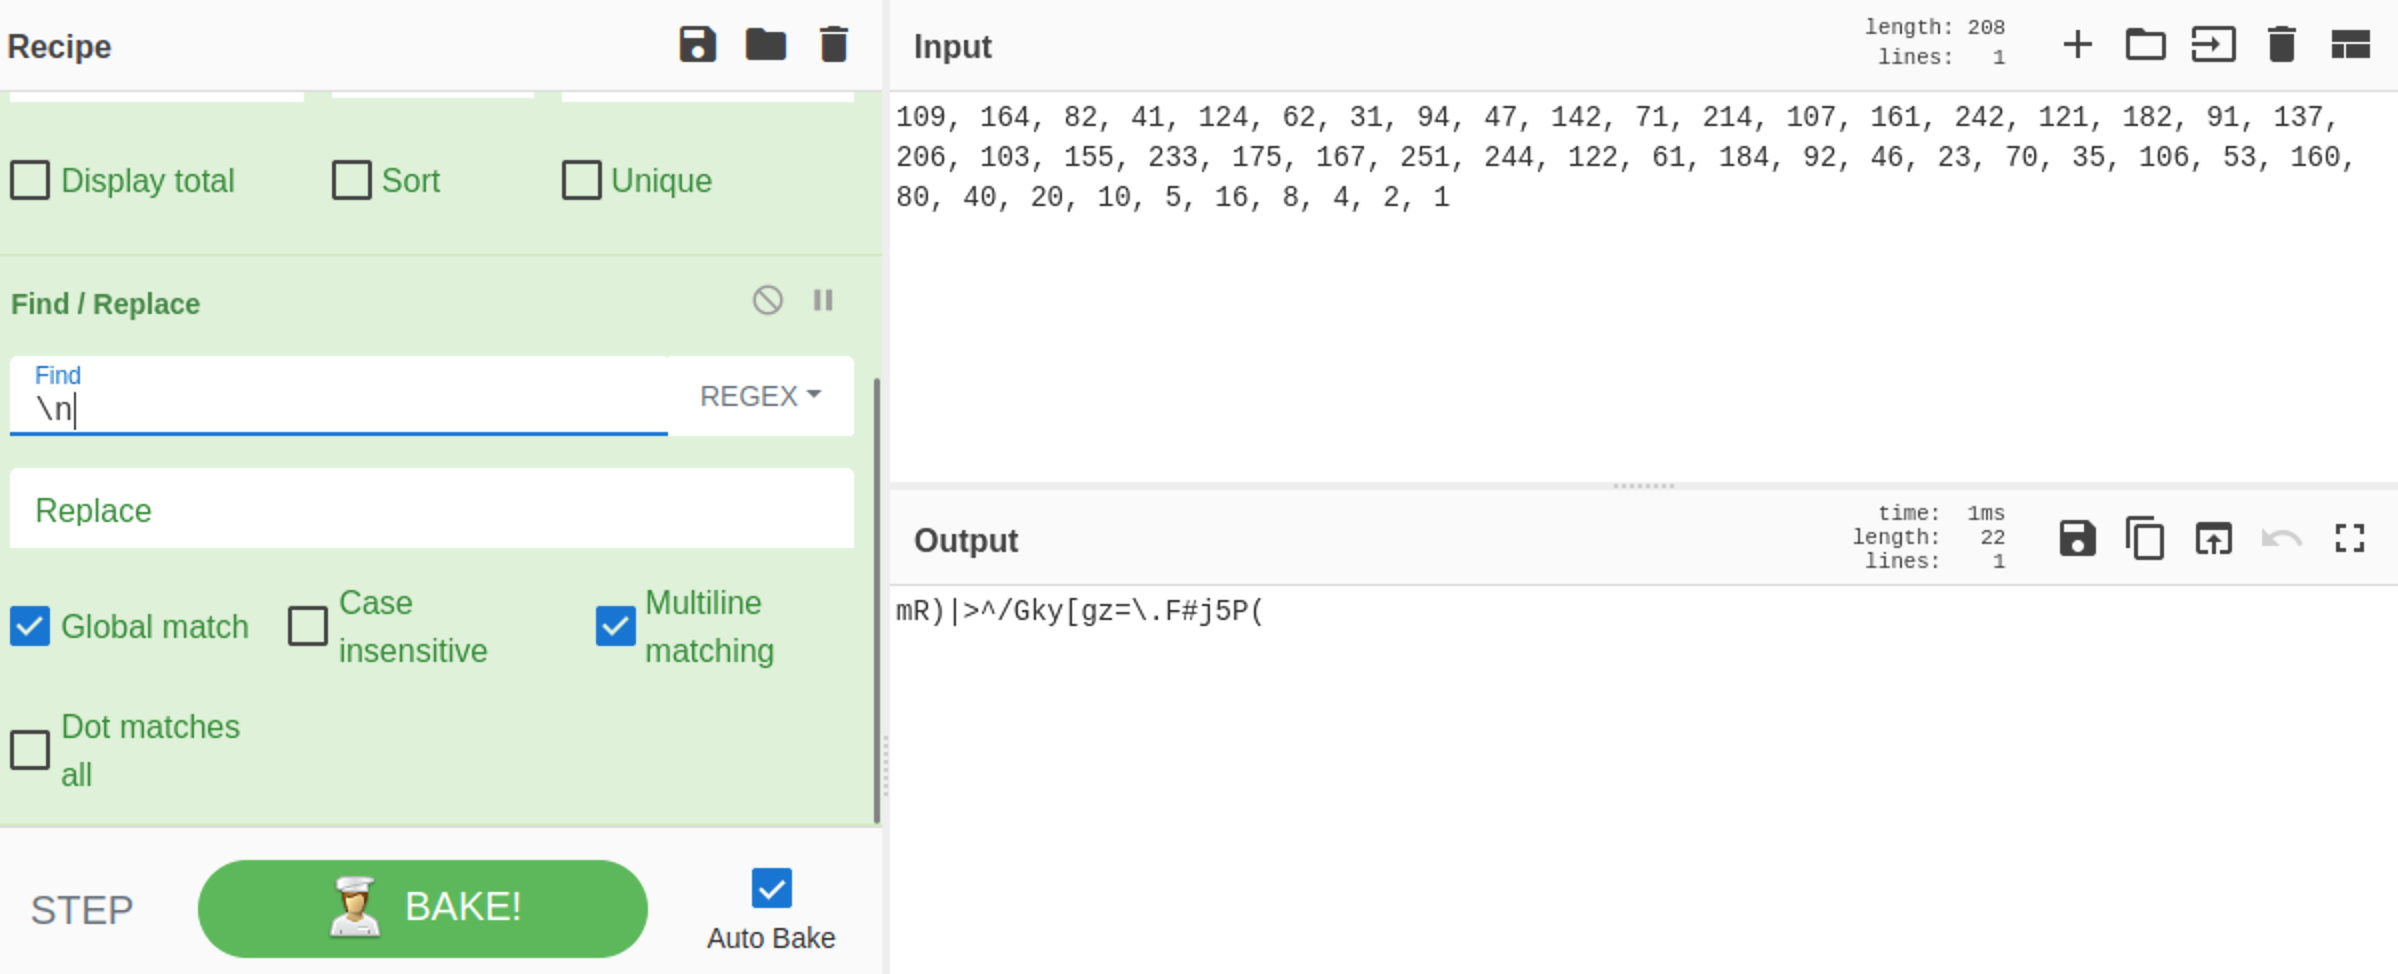 Recipe
Display total
Sort
Unique
Find / Replace
Find
\n
REGEX
Replace
Global match
Case
insensitive
Multiline
matching
Dot matches
all
STEP
BAKE!
Auto Bake
Input
length: 208
lines: 1
109, 164, 82, 41, 124, 62, 31, 94, 47, 142, 71, 214, 107, 161, 242, 121, 182, 91, 137,
206, 103, 155, 233, 175, 167, 251, 244, 122, 61, 184, 92, 46, 23, 70, 35, 106, 53, 160,
80, 40, 20, 10, 5, 16, 8, 4, 2, 1
Output
time: 1ms
length: 22
lines: 1
mR)|>^/Gky[gz=\.F#j5P(